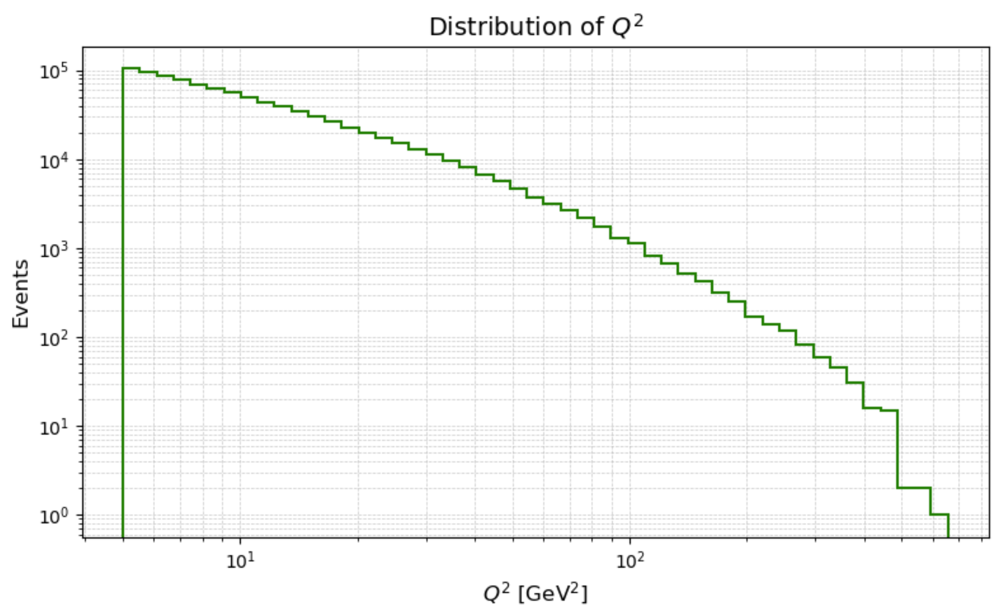 Distribution of Q²
Events
10⁵
10⁴
10³
10²
10¹
10⁰
10¹
10²
Q² [GeV²]